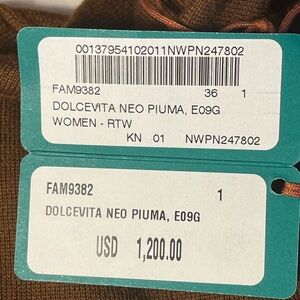 00137954102011NWPN247802
FAM9382 36 1
DOLCEVITA NEO PIUMA, E09G
WOMEN - RTW
KN 01 NWPN247802
FAM9382 1
DOLCEVITA NEO PIUMA, E09G
USD 1,200.00